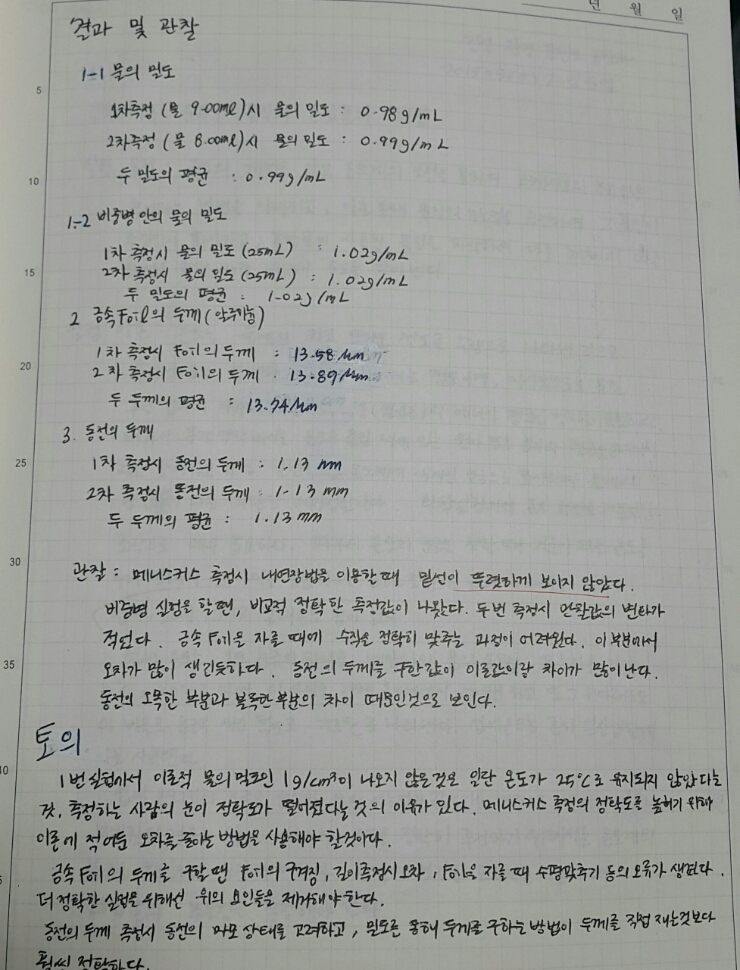 년 월 일
결과 및 관찰
1-1 물의 밀도
5
1차측정 (물 9.00ml)시 물의 밀도 : 0.98g/mL
2차측정 (물 8.00ml)시 물의 밀도 : 0.99g/mL
10
두 밀도의 평균 : 0.99g/mL
1-2 비중병 안의 물의 밀도
1차 측정시 물의 밀도 (25mL) : 1.02g/mL
15
2차 측정시 물의 밀도 (25mL) : 1.02g/mL
두 밀도의 평균 : 1.02g/mL
2 금속 Foil의 두께 (알루미늄)
1차 측정시 Foil의 두께 : 13.58μm
20
2차 측정시 Foil의 두께 : 13.89μm
두 두께의 평균 : 13.74μm
3. 동전의 두께
1차 측정시 동전의 두께 : 1.13 mm
25
2차 측정시 동전의 두께 : 1.13 mm
두 두께의 평균 : 1.13 mm
30
관찰 : 메니스커스 측정시 내연장법을 이용한 때 밑선이 뚜렷하게 보이지 않았다.
비중병 실험을 할땐, 비교적 정확한 측정값이 나왔다. 두번 측정시 관찰값의 변화가
적었다. 금속 Foil을 자를 때에 수직을 정확히 맞추는 과정이 어려웠다. 이 부분에서
35
오차가 많이 생긴듯하다. 동전의 두께를 구한값이 이론값이랑 차이가 많이 난다.
동전의 오목한 부분과 볼록한 부분의 차이 때문인것으로 보인다.
토의
40
1번 실험에서 이론적 물의 밀도인 1g/cm³이 나오지 않은것은 일단 온도가 25℃로 유지되지 않았다는
것, 측정하는 사람의 눈이 정확도가 떨어졌다는 것의 이유가 있다. 메니스커스 측정의 정확도를 높히기 위해
이론에 적어둔 오차를 줄이는 방법을 사용해야 할것이다.
금속 Foil의 두께를 구할 땐 Foil의 구겨짐, 길이측정시 오차, Foil을 자를 때 수평맞추기 등의 오류가 생겼다.
더 정확한 실험을 위해선 위의 요인들을 제거해야한다.
동전의 두께 측정시 동전의 마모 상태를 고려하고, 밀도를 통해 두께를 구하는 방법이 두께를 직접 재는것보다
훨씬 정확하다.